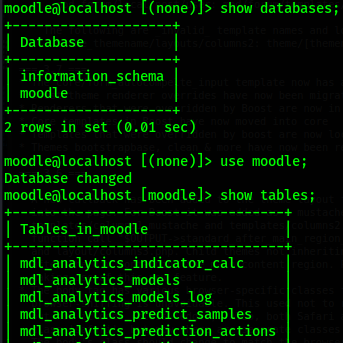 moodle@localhost [(none)]> show databases;
+--------------------+
| Database           |
+--------------------+
| information_schema |
| moodle             |
+--------------------+
2 rows in set (0.01 sec)
moodle@localhost [(none)]> use moodle;
Database changed
moodle@localhost [moodle]> show tables;
+----------------------------------+
| Tables_in_moodle                 |
+----------------------------------+
| mdl_analytics_indicator_calc     |
| mdl_analytics_models             |
| mdl_analytics_models_log         |
| mdl_analytics_predict_samples    |
| mdl_analytics_prediction_actions |